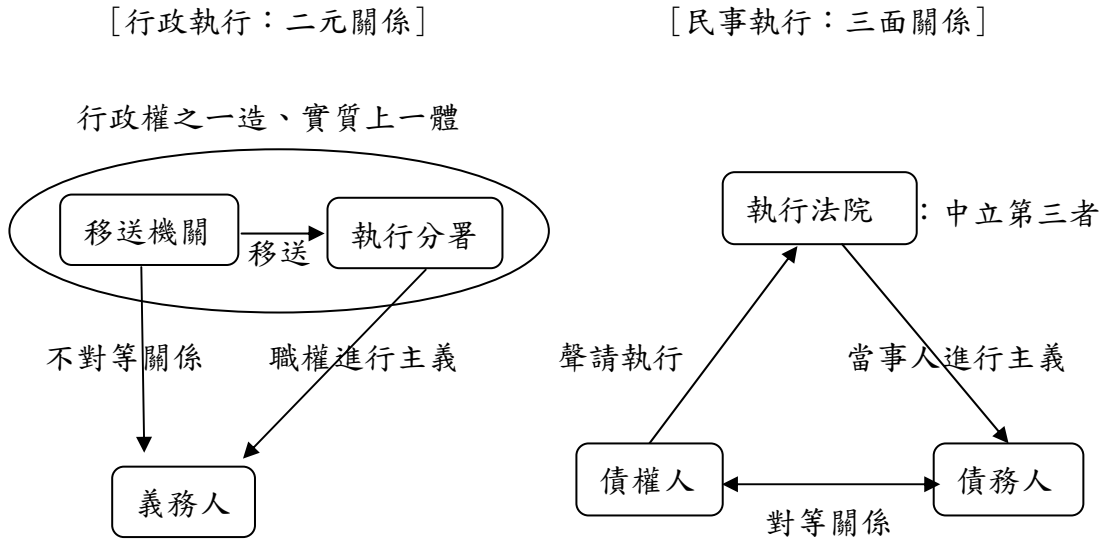 [行政執行：二元關係]
行政權之一造、實質上一體
移送機關
移送
執行分署
不對等關係
職權進行主義
義務人
[民事執行：三面關係]
執行法院
：中立第三者
聲請執行
當事人進行主義
債權人
債務人
對等關係